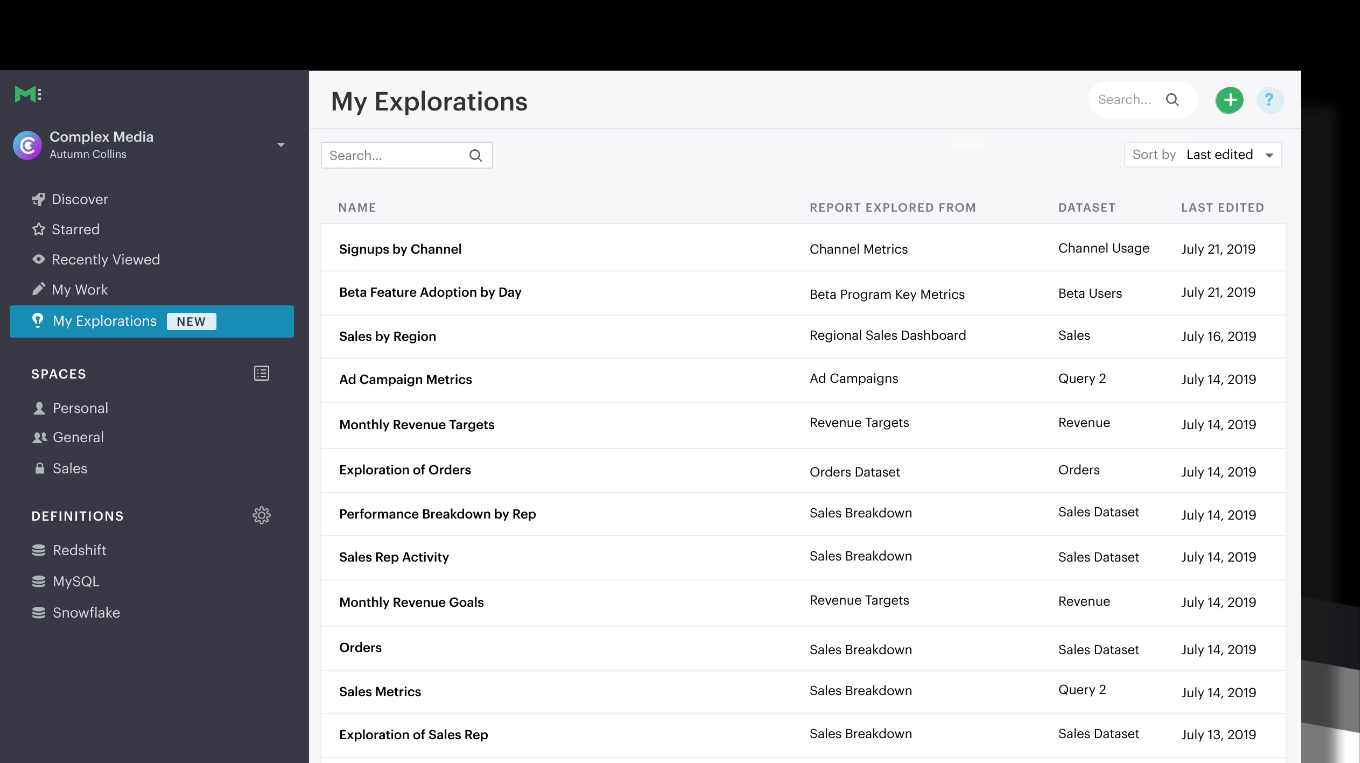 My Explorations
Search...
?
Complex Media
Autumn Collins
Search...
Sort by Last edited
Discover
Starred
Recently Viewed
My Work
My Explorations NEW
SPACES
Personal
General
Sales
DEFINITIONS
Redshift
MySQL
Snowflake
NAME REPORT EXPLORED FROM DATASET LAST EDITED
Signups by Channel Channel Metrics Channel Usage July 21, 2019
Beta Feature Adoption by Day Beta Program Key Metrics Beta Users July 21, 2019
Sales by Region Regional Sales Dashboard Sales July 16, 2019
Ad Campaign Metrics Ad Campaigns Query 2 July 14, 2019
Monthly Revenue Targets Revenue Targets Revenue July 14, 2019
Exploration of Orders Orders Dataset Orders July 14, 2019
Performance Breakdown by Rep Sales Breakdown Sales Dataset July 14, 2019
Sales Rep Activity Sales Breakdown Sales Dataset July 14, 2019
Monthly Revenue Goals Revenue Targets Revenue July 14, 2019
Orders Sales Breakdown Sales Dataset July 14, 2019
Sales Metrics Sales Breakdown Query 2 July 14, 2019
Exploration of Sales Rep Sales Breakdown Sales Dataset July 13, 2019